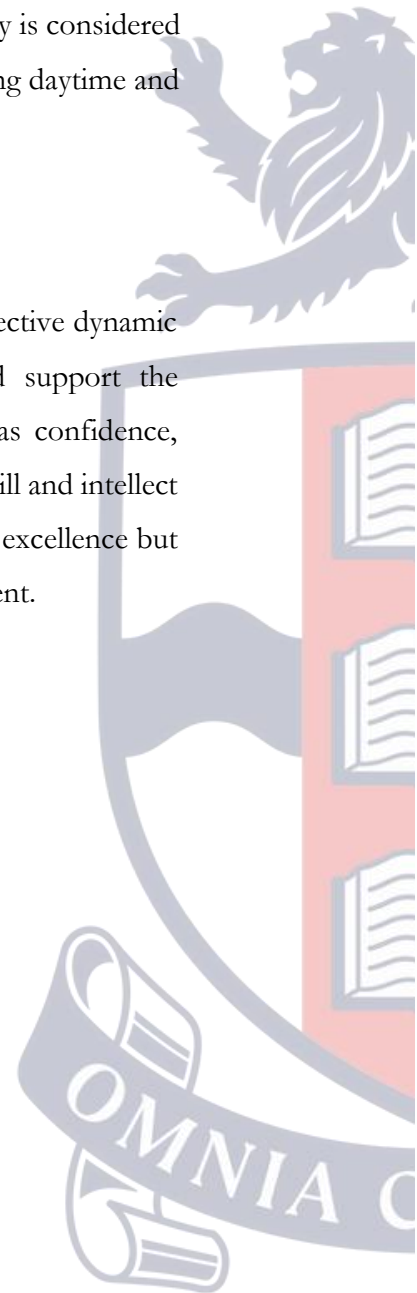 y is considered
ng daytime and
ective dynamic
d support the
as confidence,
ill and intellect
excellence but
ent.
OMNIA C